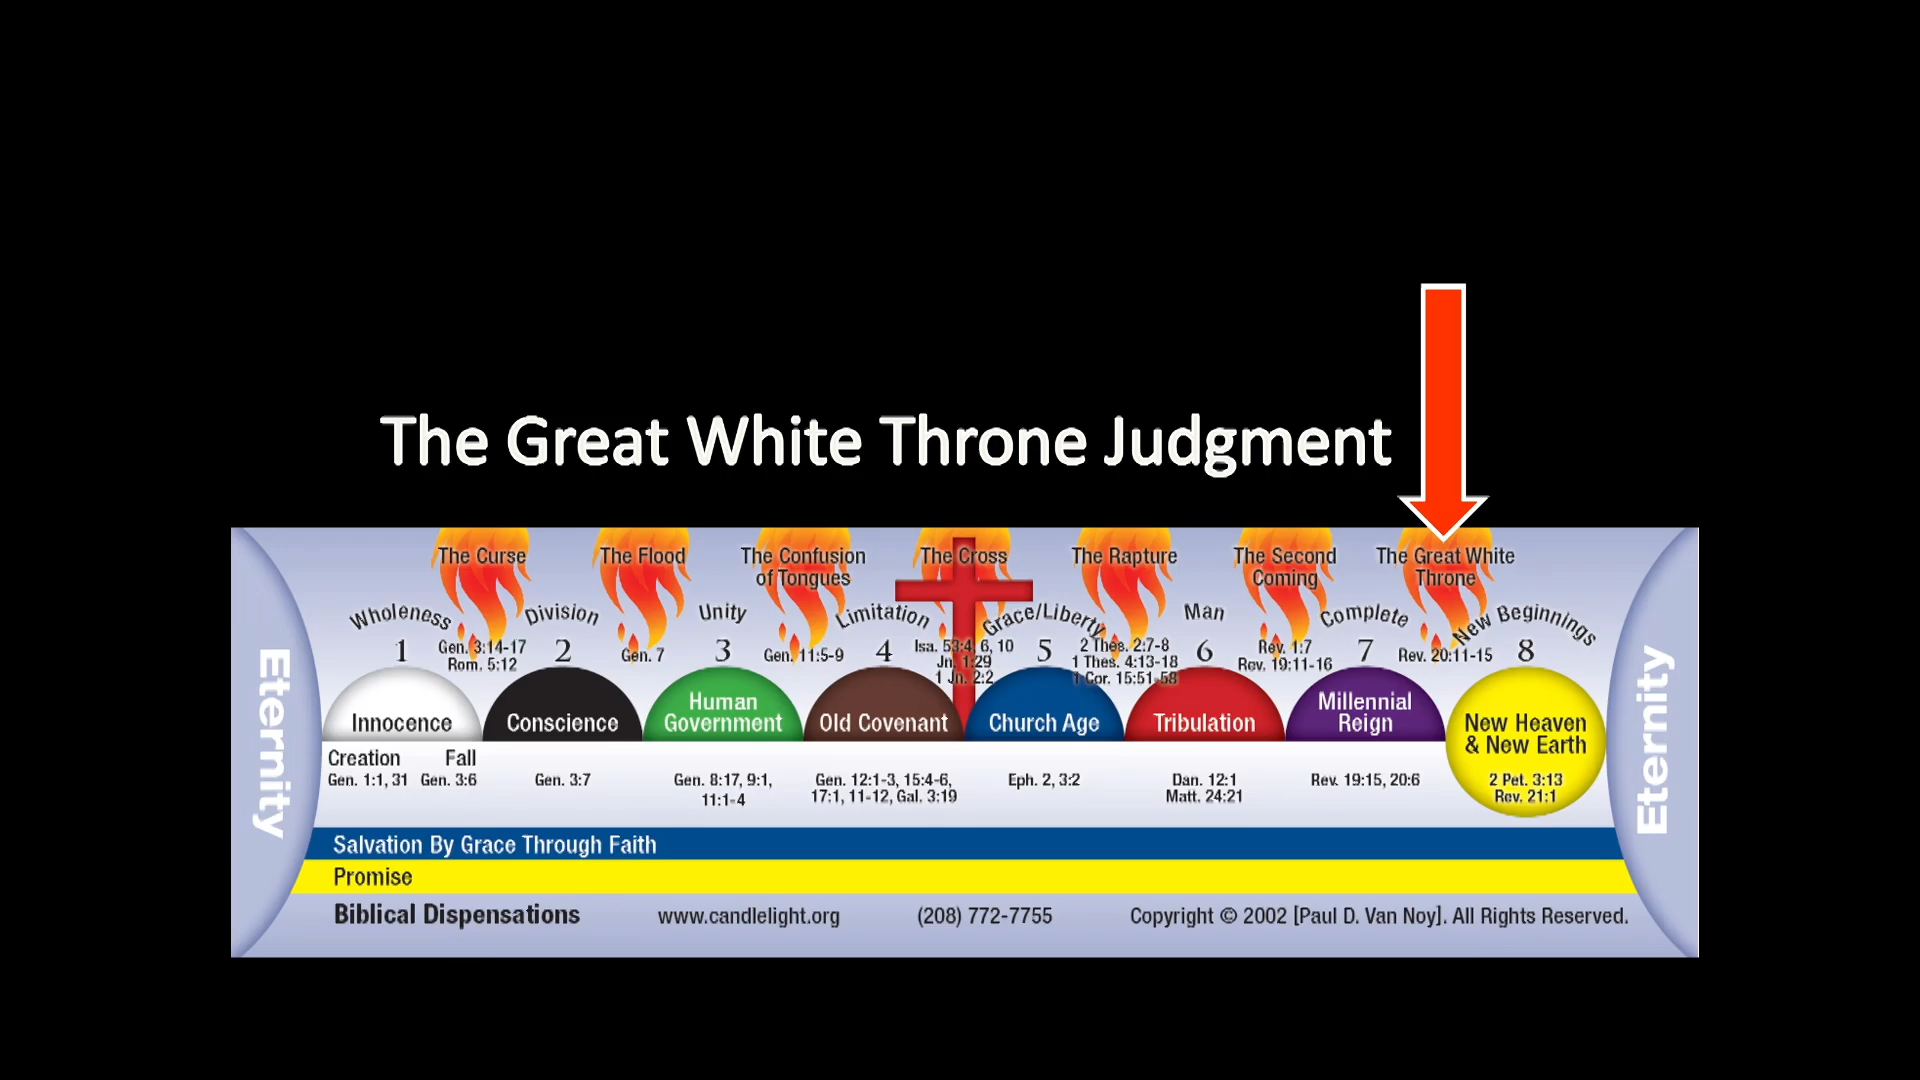 The Great White Throne Judgment
The Curse
The Flood
The Confusion
of Tongues
The Cross
The Rapture
The Second
Coming
The Great White
Throne
Wholeness
Division
Unity
Limitation
Grace/Liberty
Man
Complete
New Beginnings
1
Gen. 3:14-17
Rom. 5:12
2
Gen. 7
3
Gen. 11:5-9
4
Isa. 53:4, 6, 10
Jn. 1:29
1 Jn. 2:2
5
2 Thes. 2:7-8
1 Thes. 4:13-18
1 Cor. 15:51-58
6
Rev. 1:7
Rev. 19:11-16
7
Rev. 20:11-15
8
Innocence
Conscience
Human
Government
Old Covenant
Church Age
Tribulation
Millennial
Reign
New Heaven
& New Earth
Creation
Gen. 1:1, 31
Fall
Gen. 3:6
Gen. 3:7
Gen. 8:17, 9:1,
11:1-4
Gen. 12:1-3, 15:4-6,
17:1, 11-12, Gal. 3:19
Eph. 2, 3:2
Dan. 12:1
Matt. 24:21
Rev. 19:15, 20:6
2 Pet. 3:13
Rev. 21:1
Eternity
Eternity
Salvation By Grace Through Faith
Promise
Biblical Dispensations www.candlelight.org (208) 772-7755 Copyright © 2002 [Paul D. Van Noy]. All Rights Reserved.